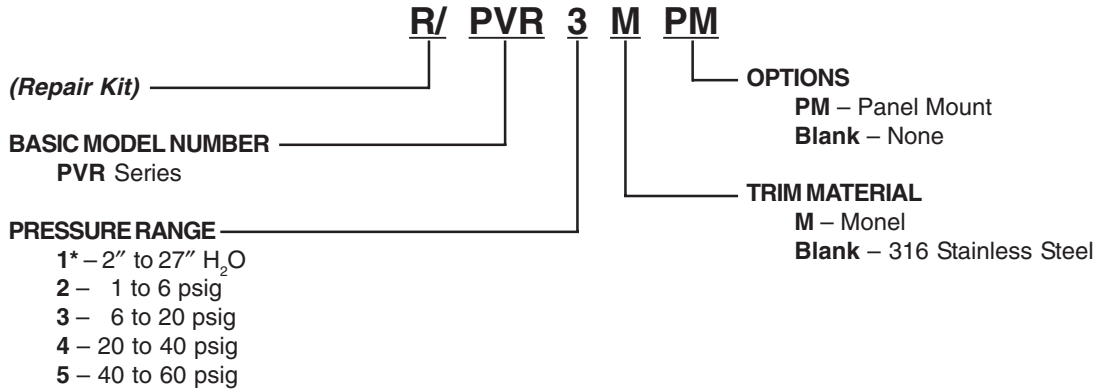 R/ PVR 3 M PM
(Repair Kit)
BASIC MODEL NUMBER
PVR Series
PRESSURE RANGE
1* – 2″ to 27″ H₂O
2 – 1 to 6 psig
3 – 6 to 20 psig
4 – 20 to 40 psig
5 – 40 to 60 psig
OPTIONS
PM – Panel Mount
Blank – None
TRIM MATERIAL
M – Monel
Blank – 316 Stainless Steel